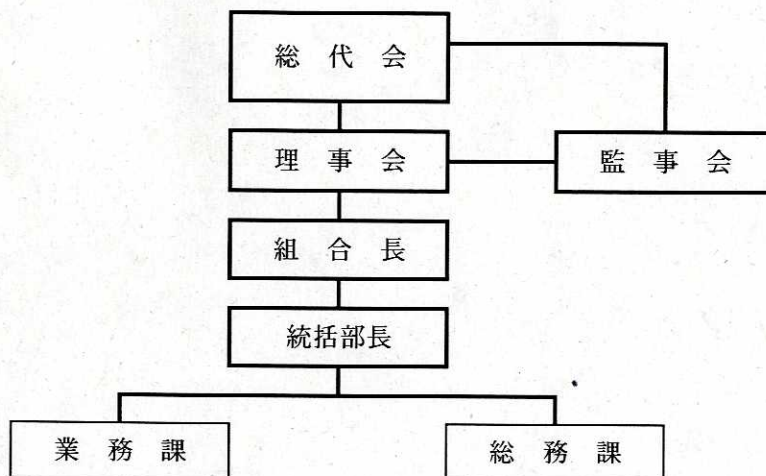 総代会
理事会
監事会
組合長
統括部長
業務課
総務課